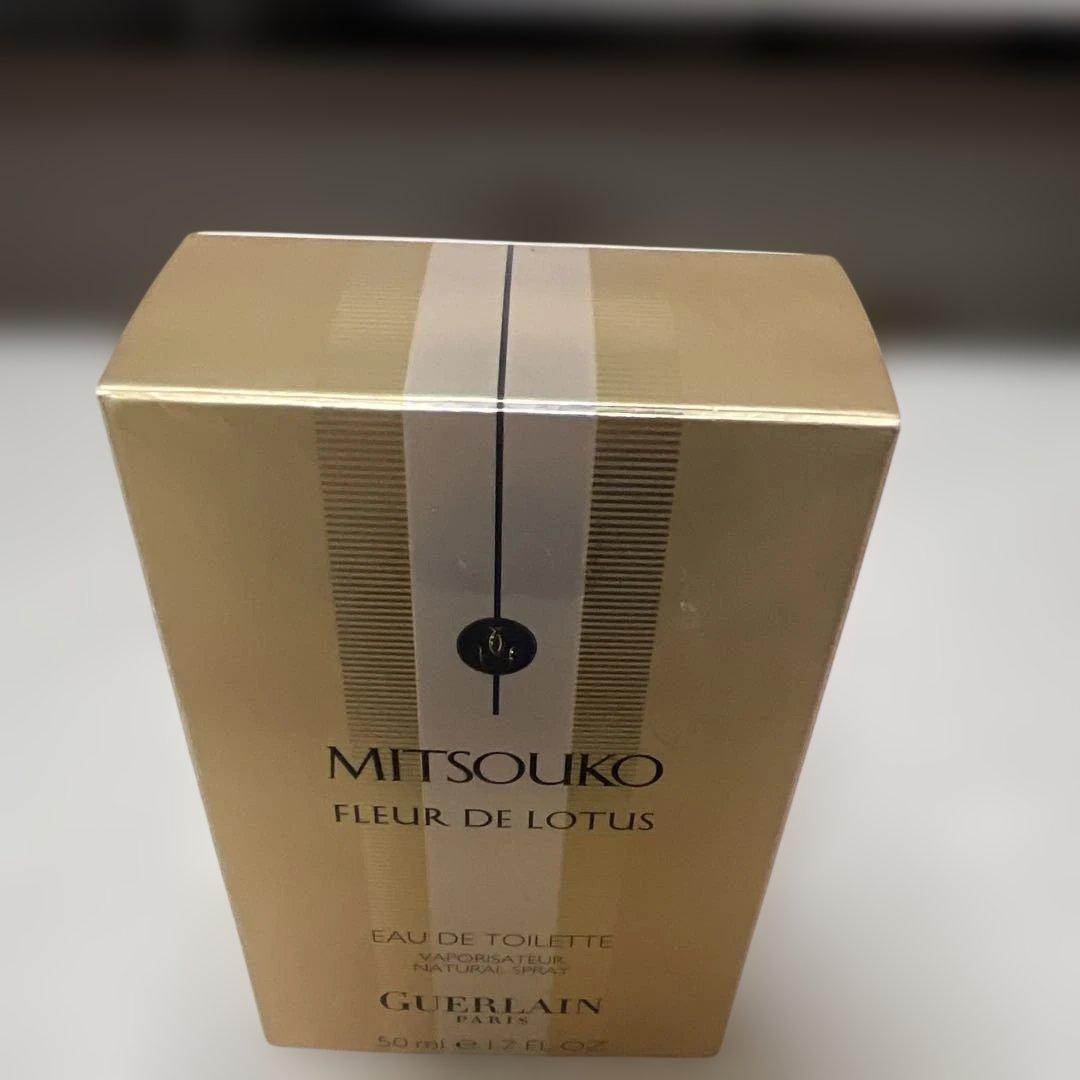 MITSOUKO
FLEUR DE LOTUS
EAU DE TOILETTE
VAPORISATEUR
NATURAL SPRAY
GUERLAIN
PARIS
50 ml e 1.7 FL. OZ